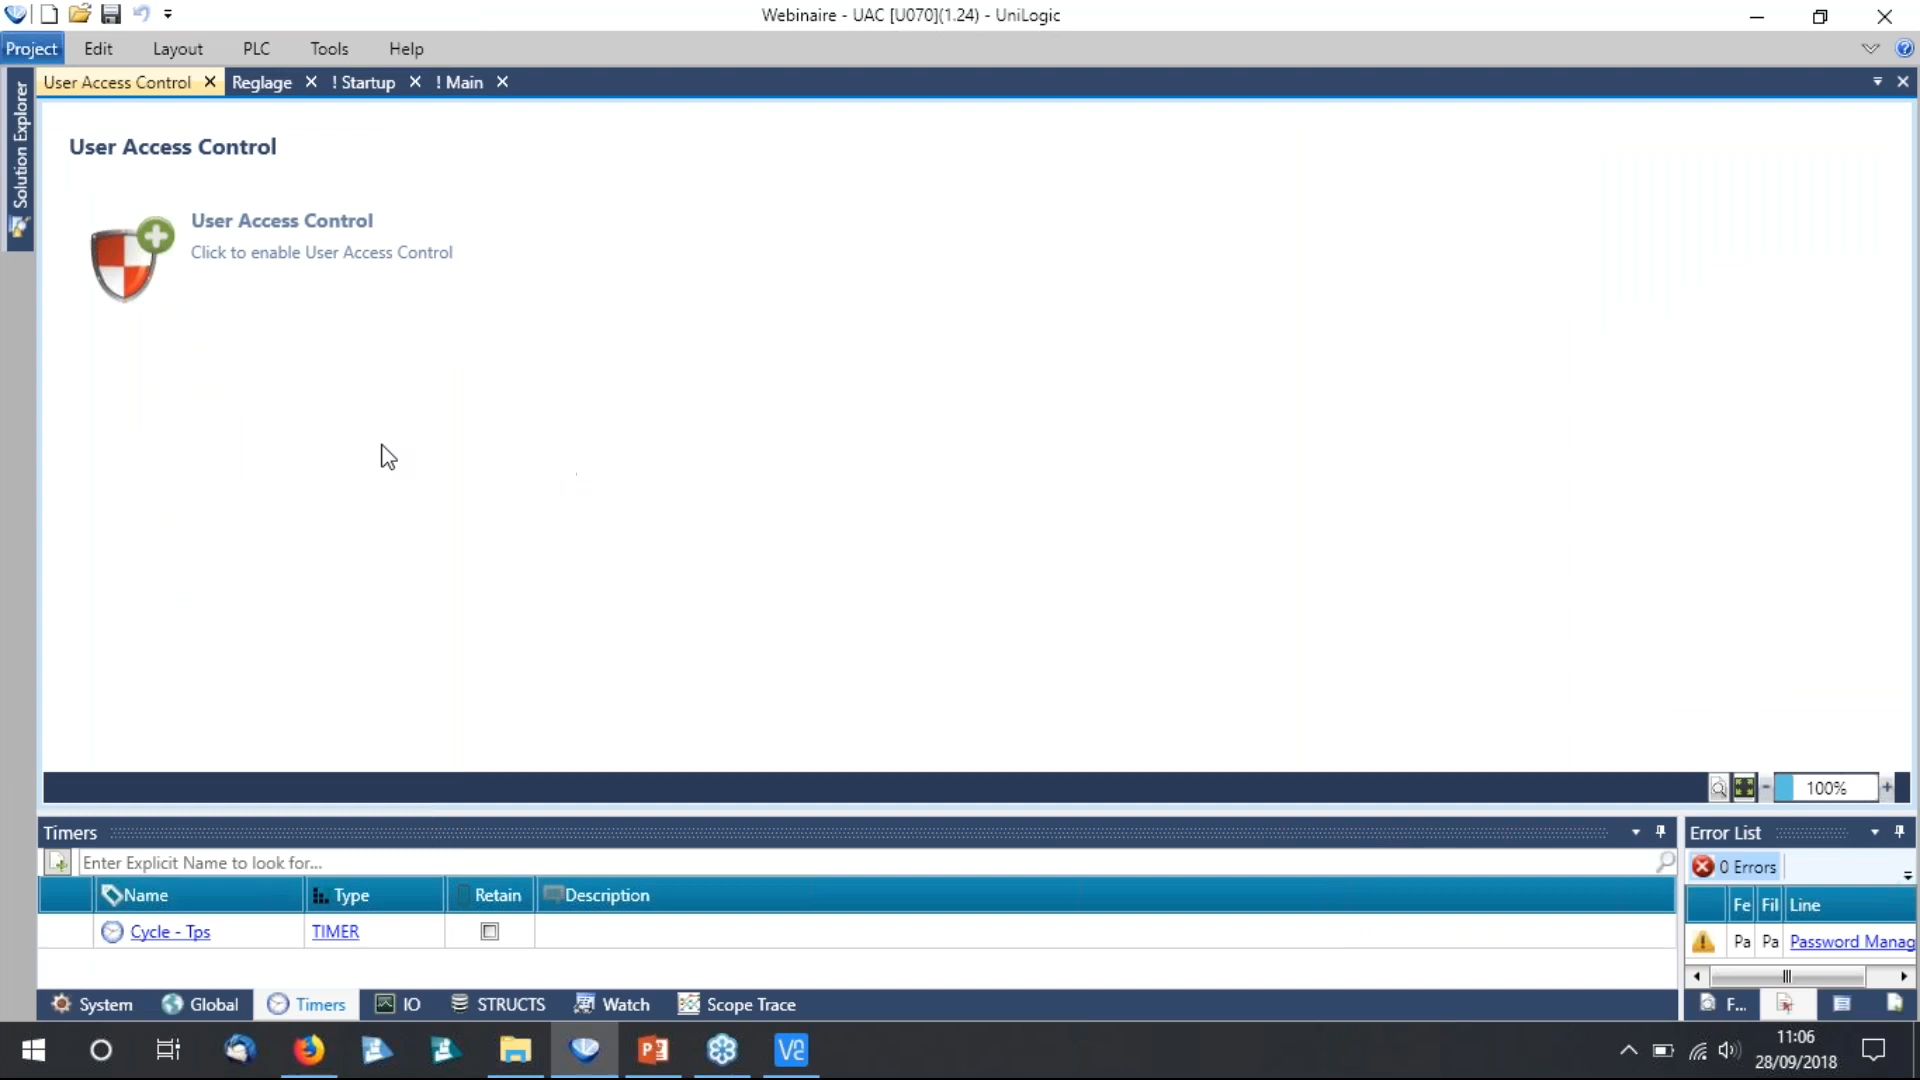 Webinaire - UAC [U070](1.24) - UniLogic
Project Edit Layout PLC Tools Help
User Access Control Reglage ! Startup ! Main
Solution Explorer
User Access Control
User Access Control
Click to enable User Access Control
100%
Timers
Enter Explicit Name to look for...
Name Type Retain Description
Cycle - Tps TIMER
Error List
0 Errors
Fe Fil Line
Pa Pa Password Manag
System Global Timers IO STRUCTS Watch Scope Trace
F...
11:06
28/09/2018